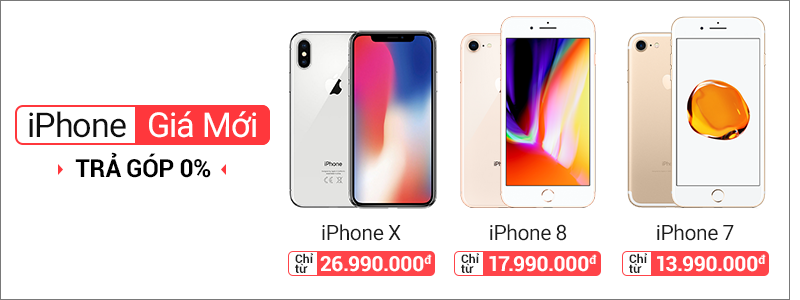 iPhone Giá Mới
TRẢ GÓP 0%
iPhone
iPhone X
Chỉ từ 26.990.000đ
iPhone 8
Chỉ từ 17.990.000đ
iPhone 7
Chỉ từ 13.990.000đ